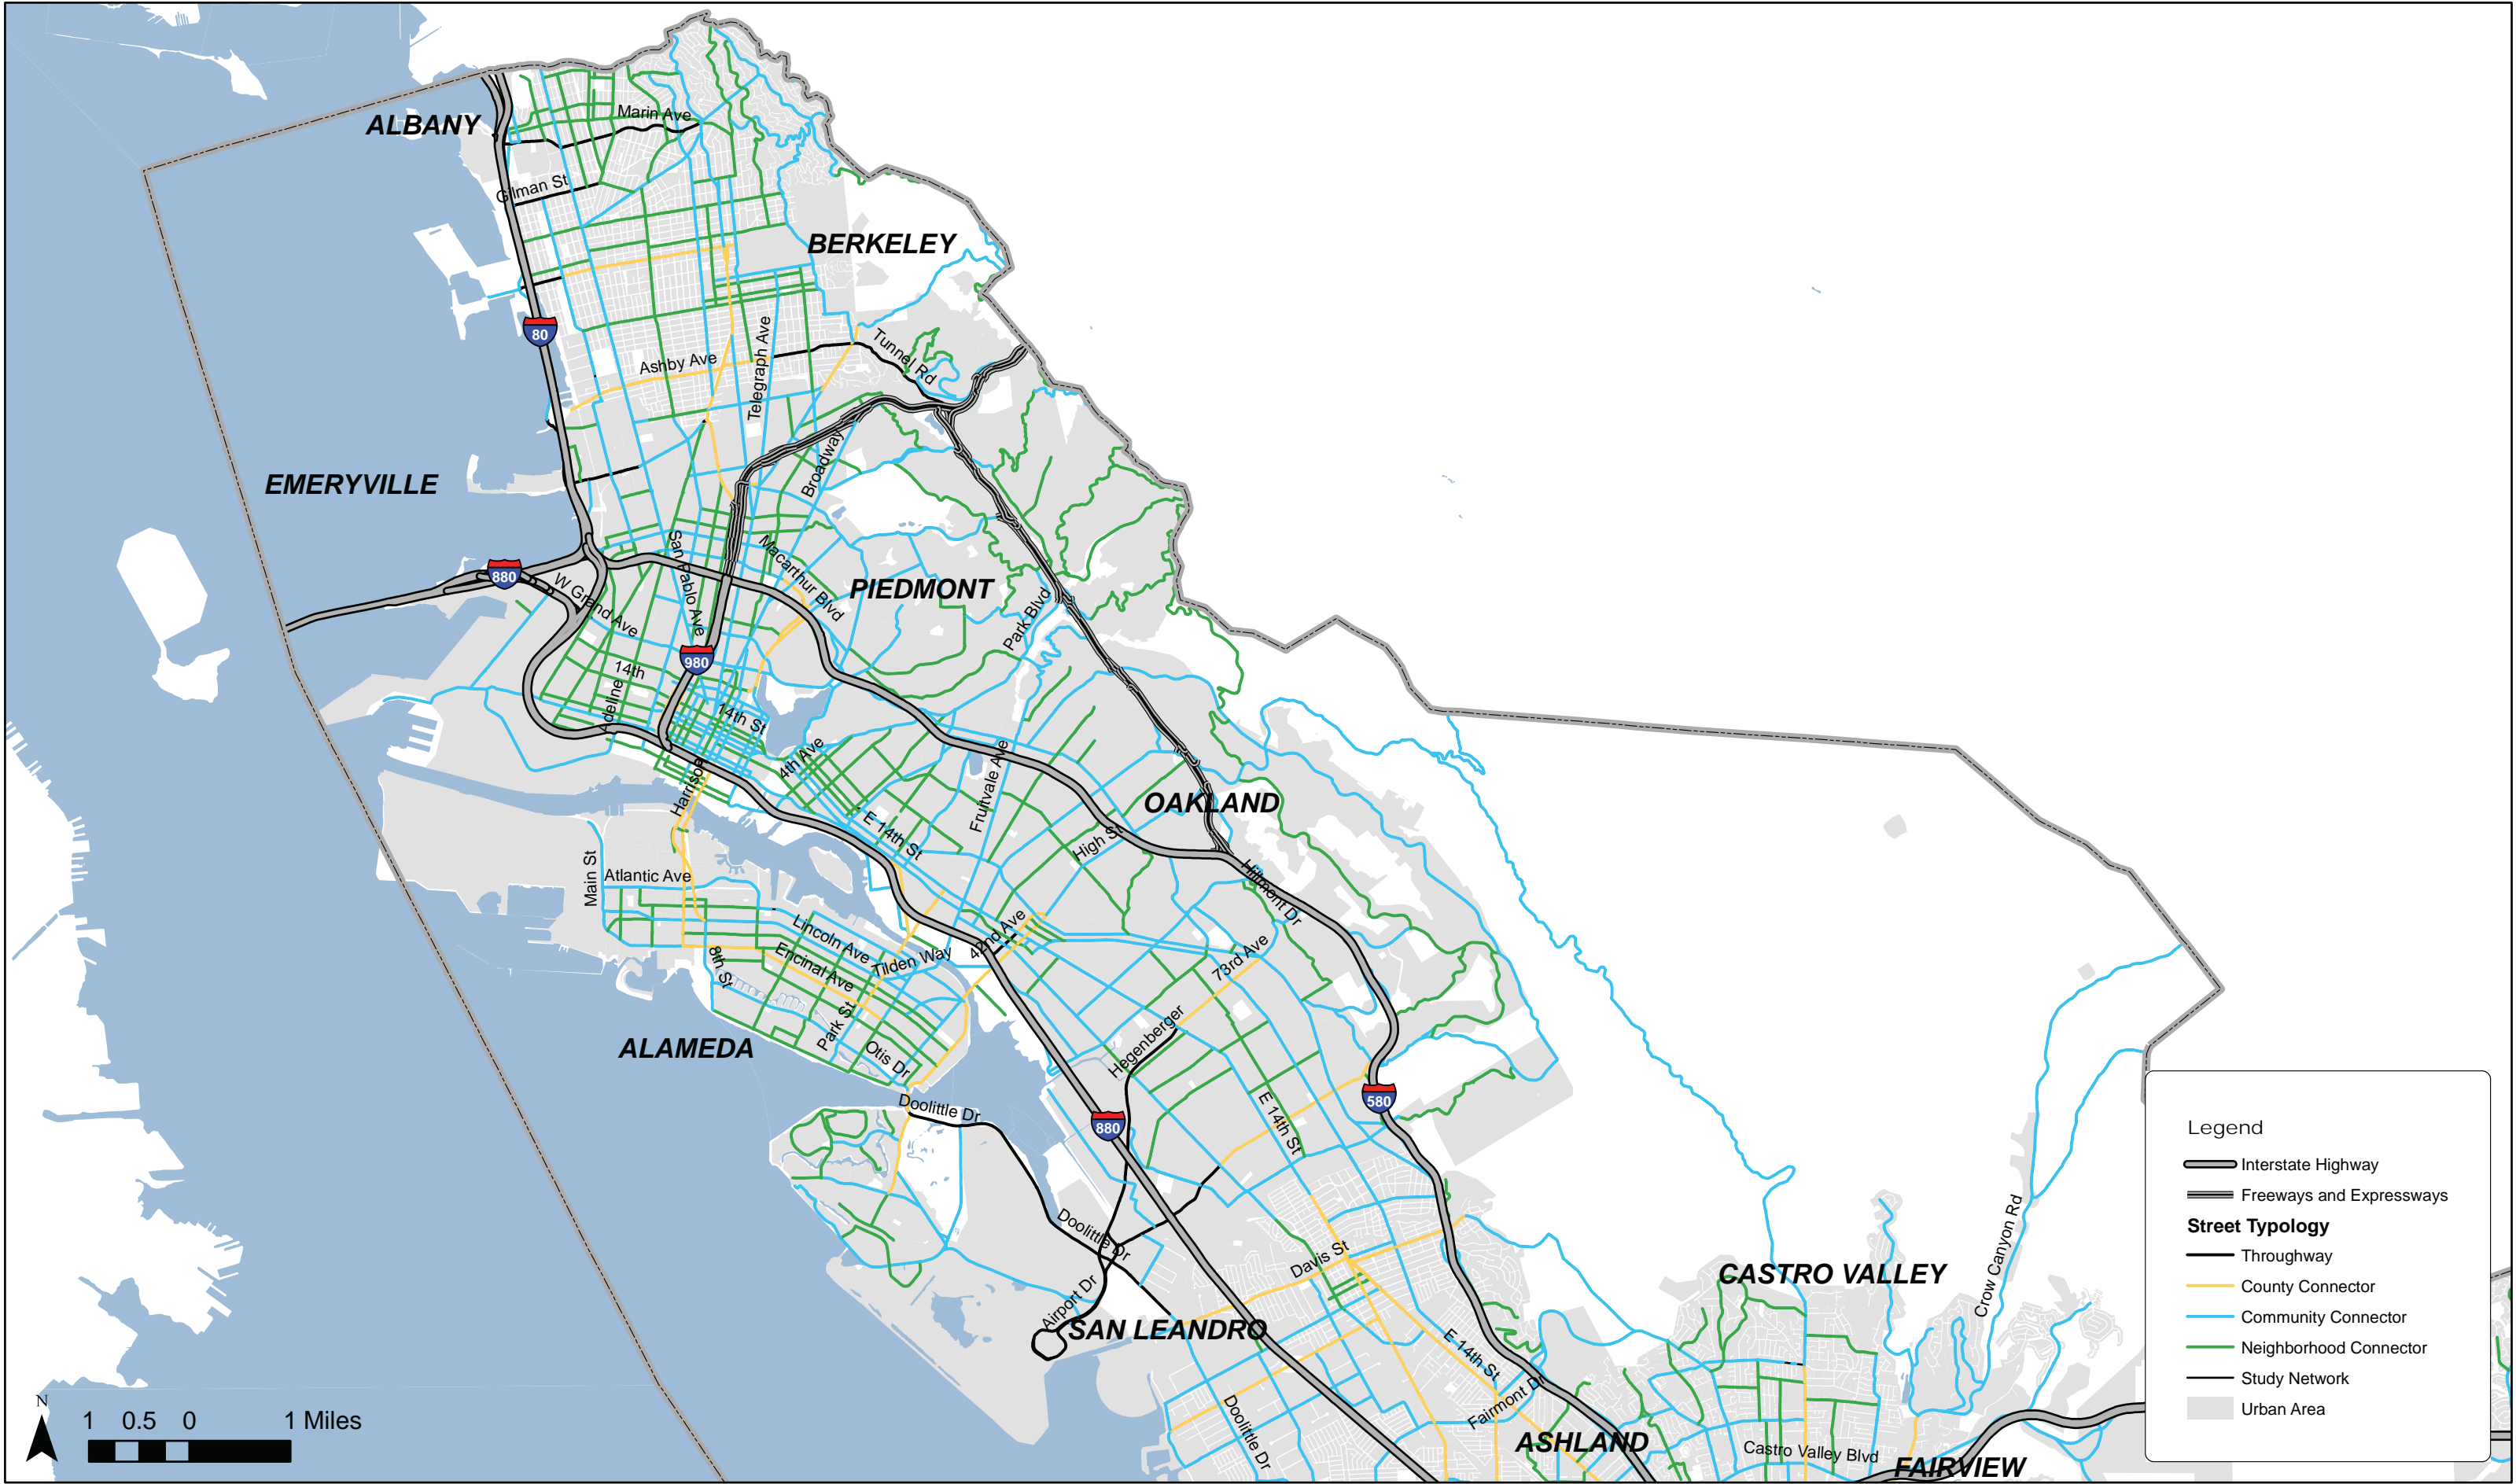 Marin Ave
ALBANY
Gilman St
BERKELEY
80
Telegraph Ave
Tunnel Rd
Ashby Ave
Broadway
EMERYVILLE
San Pablo Ave
Macarthur Blvd
880
W Grand Ave
PIEDMONT
Park Blvd
980
14th
Adeline
14th St
4th Ave
Harrison
Fruitvale Ave
OAKLAND
E 14th St
High St
Main St
Atlantic Ave
Hillmont Dr
Lincoln Ave
42nd Ave
8th St
Encinal Ave
Tilden Way
73rd Ave
Park St
ALAMEDA
Otis Dr
Hegenberger
Doolittle Dr
580
880
E 14th St
Doolittle Dr
Davis St
Airport Dr
SAN LEANDRO
CASTRO VALLEY
Crow Canyon Rd
E 14th St
Fairmont Dr
Doolittle Dr
ASHLAND
Castro Valley Blvd
FAIRVIEW
N
1 0.5 0 1 Miles
Legend
Interstate Highway
Freeways and Expressways
Street Typology
Throughway
County Connector
Community Connector
Neighborhood Connector
Study Network
Urban Area